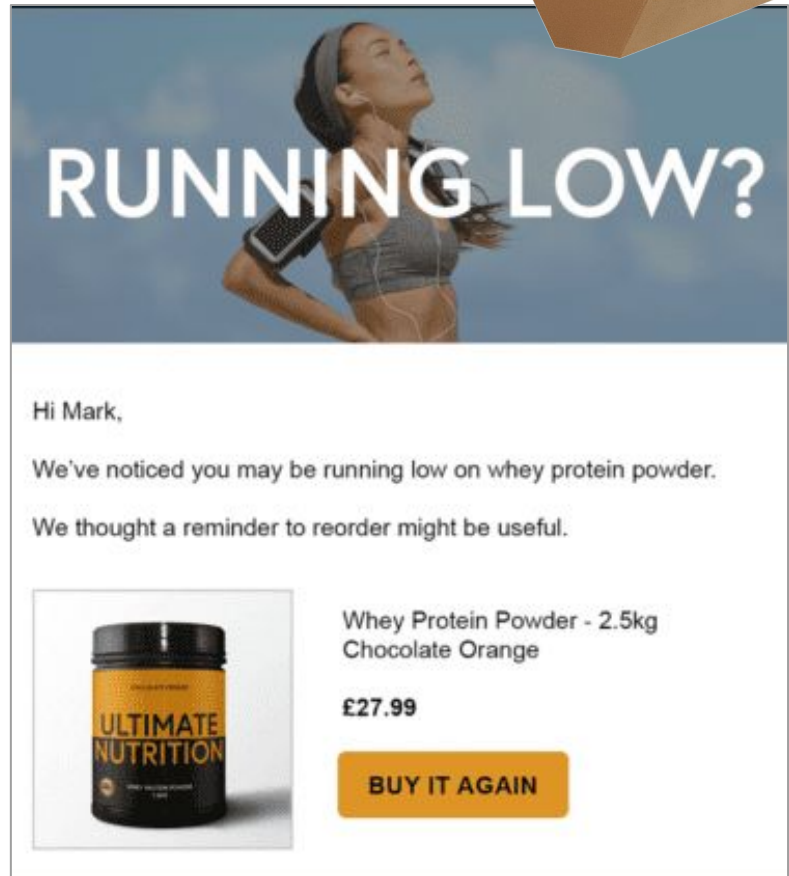 RUNNING LOW?
Hi Mark,
We've noticed you may be running low on whey protein powder.
We thought a reminder to reorder might be useful.
Whey Protein Powder - 2.5kg
Chocolate Orange
£27.99
BUY IT AGAIN
ULTIMATE
NUTRITION